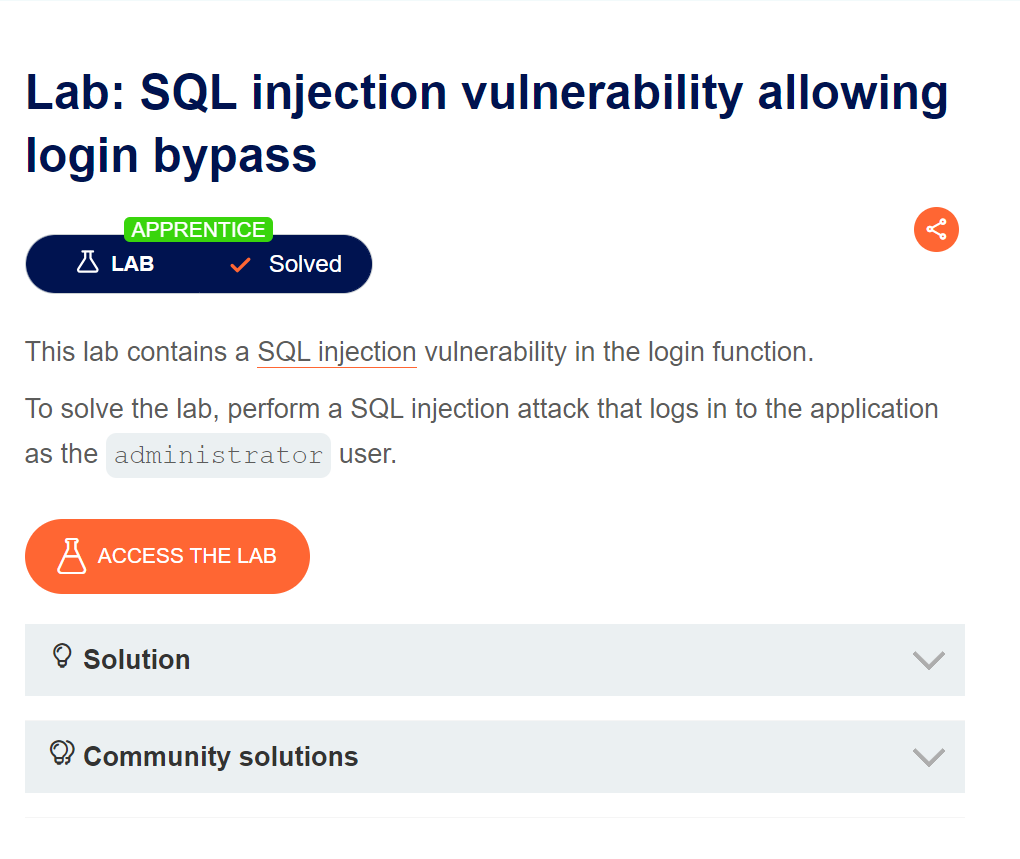 Lab: SQL injection vulnerability allowing
login bypass
APPRENTICE
LAB Solved
This lab contains a SQL injection vulnerability in the login function.
To solve the lab, perform a SQL injection attack that logs in to the application
as the administrator user.
ACCESS THE LAB
Solution
Community solutions